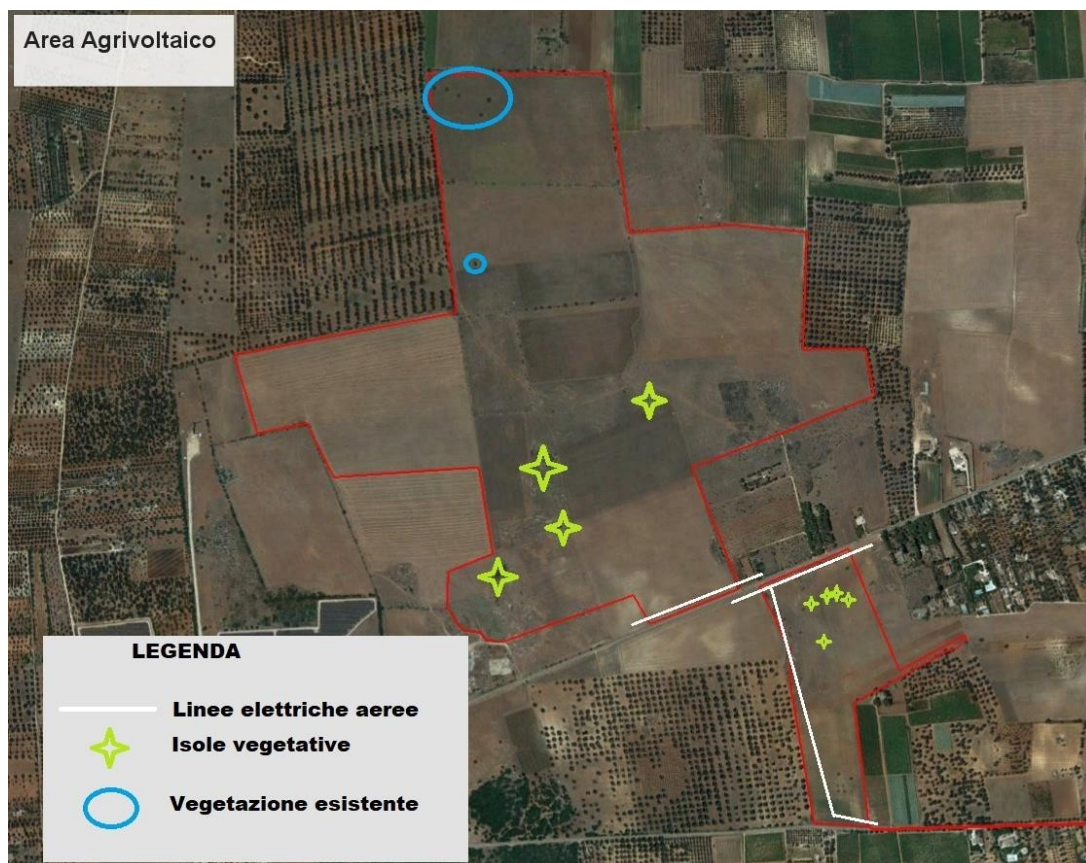 Area Agrivoltaico
LEGENDA
Linee elettriche aeree
Isole vegetative
Vegetazione esistente